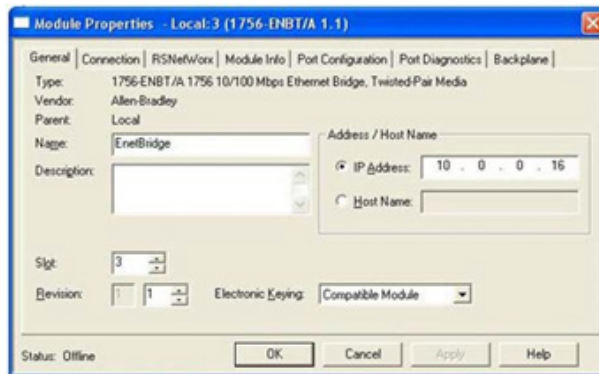 Module Properties - Local:3 (1756-ENBT/A 1.1)
General Connection RSNetWorx Module Info Port Configuration Port Diagnostics Backplane
Type: 1756-ENBT/A 1756 10/100 Mbps Ethernet Bridge, Twisted-Pair Media
Vendor: Allen-Bradley
Parent: Local
Name: EnetBridge
Address / Host Name
IP Address: 10 . 0 . 0 . 16
Description:
Host Name:
Slot: 3
Revision: 1 1 Electronic Keying: Compatible Module
Status: Offline OK Cancel Apply Help